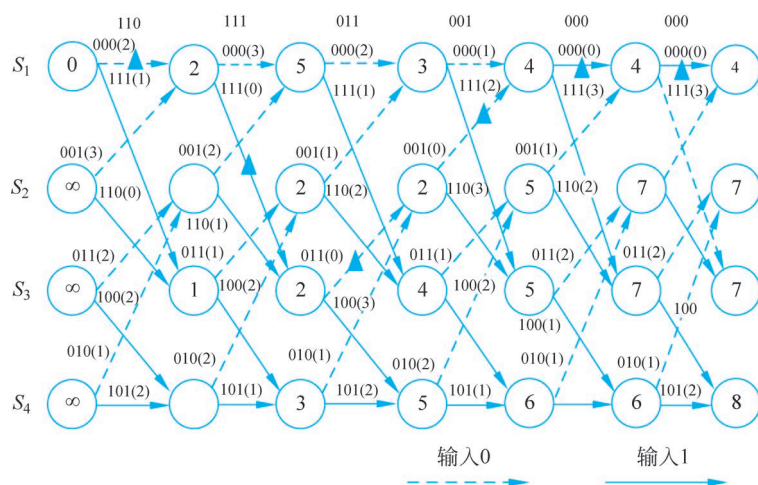 110 111 011 001 000 000
000(2) 000(3) 000(2) 000(1) 000(0) 000(0)
S1 0 2 5 3 4 4 4
111(1) 111(0) 111(1) 111(2) 111(3) 111(3)
001(3) 001(2) 001(1) 001(0) 001(1)
S2 ∞ 2 2 5 7 7
110(0) 110(1) 110(2) 110(3) 110(2)
011(2) 011(1) 011(0) 011(1) 011(2) 011(2)
S3 ∞ 1 2 4 5 7 7
100(2) 100(2) 100(3) 100(2) 100(1) 100
010(1) 010(2) 010(1) 010(2) 010(1) 010(1)
S4 ∞ 3 5 6 6 8
101(2) 101(1) 101(2) 101(1) 101(2)
输入0 输入1